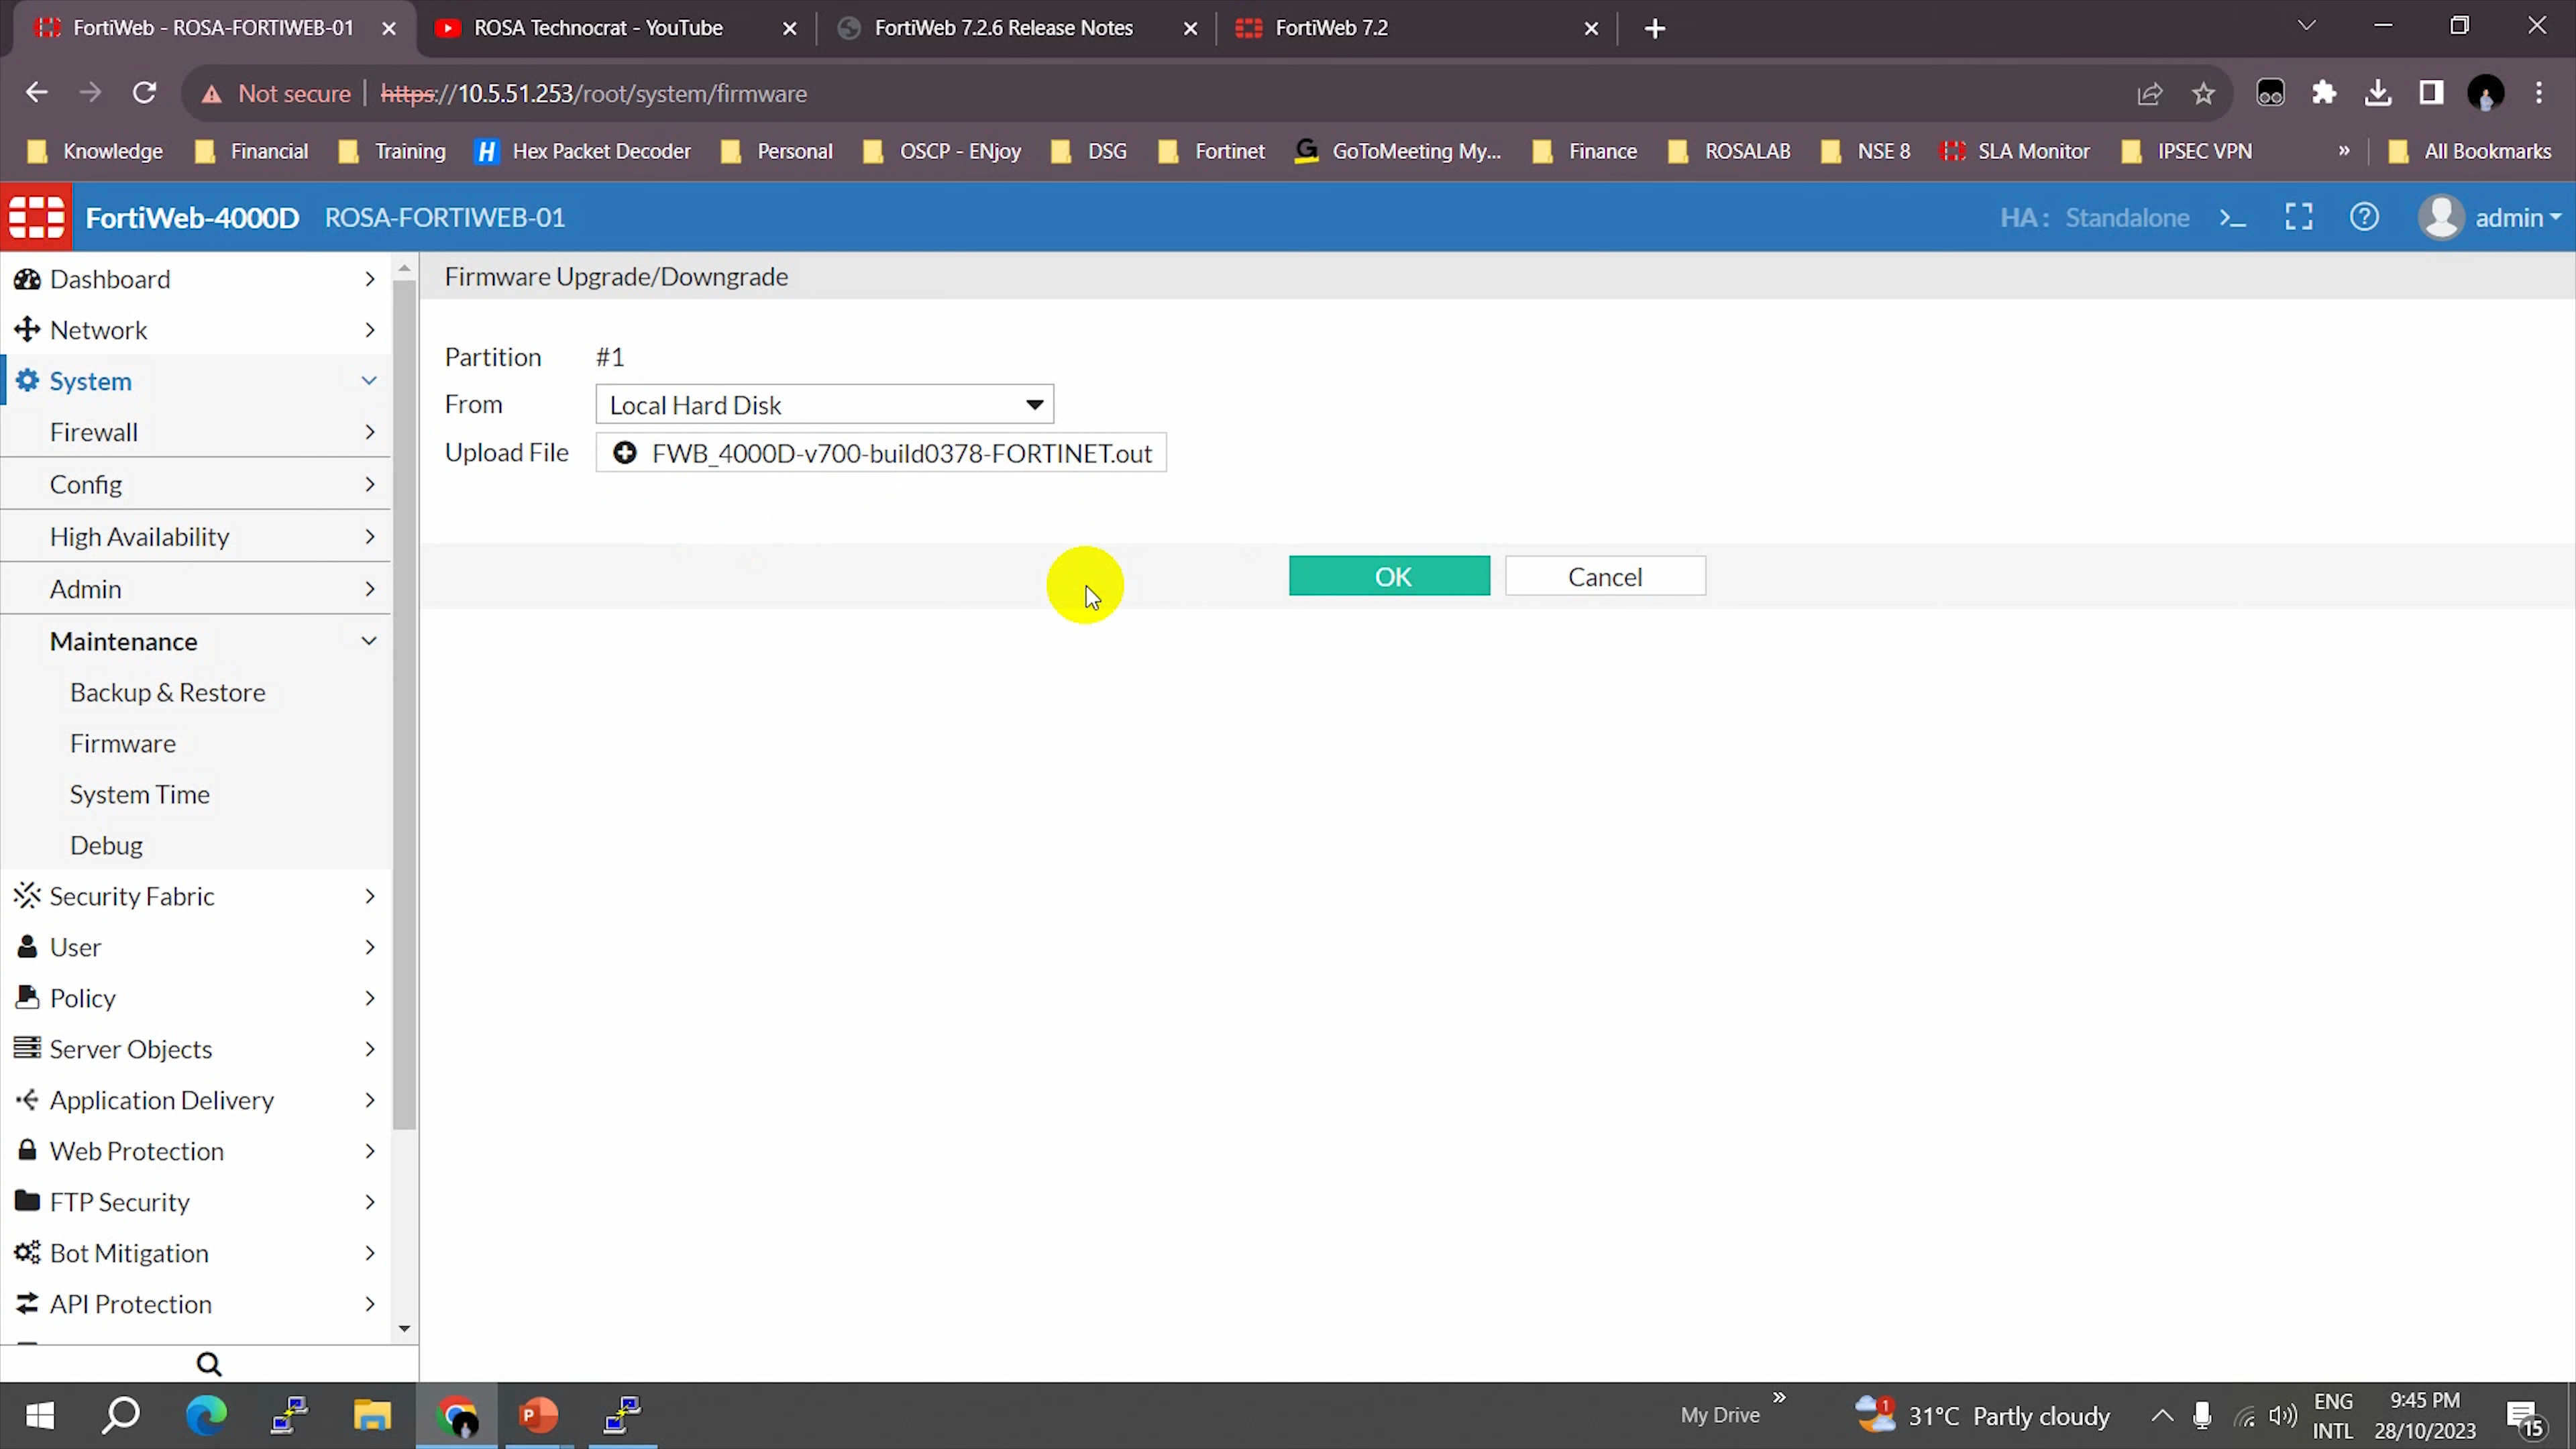 FortiWeb - ROSA-FORTIWEB-01
ROSA Technocrat - YouTube
FortiWeb 7.2.6 Release Notes
FortiWeb 7.2
Not secure
https://10.5.51.253/root/system/firmware
Knowledge
Financial
Training
H Hex Packet Decoder
Personal
OSCP - ENjoy
DSG
Fortinet
G GoToMeeting My...
Finance
ROSALAB
NSE 8
SLA Monitor
IPSEC VPN
»
All Bookmarks
FortiWeb-4000D ROSA-FORTIWEB-01
HA: Standalone >_ admin
Dashboard
Network
System
Firewall
Config
High Availability
Admin
Maintenance
Backup & Restore
Firmware
System Time
Debug
Security Fabric
User
Policy
Server Objects
Application Delivery
Web Protection
FTP Security
Bot Mitigation
API Protection
Firmware Upgrade/Downgrade
Partition #1
From Local Hard Disk
Upload File FWB_4000D-v700-build0378-FORTINET.out
OK Cancel
P
My Drive »
1 31°C Partly cloudy
ENG
INTL
9:45 PM
28/10/2023
15